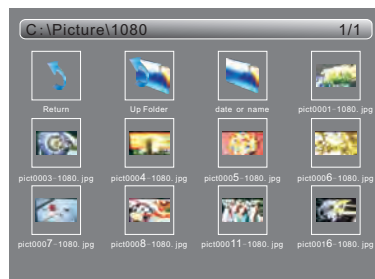 C:\Picture\1080 1/1
Return Up Folder date or name pict0001-1080. jpg
pict0003-1080. jpg pict0004-1080. jpg pict0005-1080. jpg pict0006-1080. jpg
pict0007-1080. jpg pict0008-1080. jpg pict00011-1080. jpg pict0016-1080. jpg